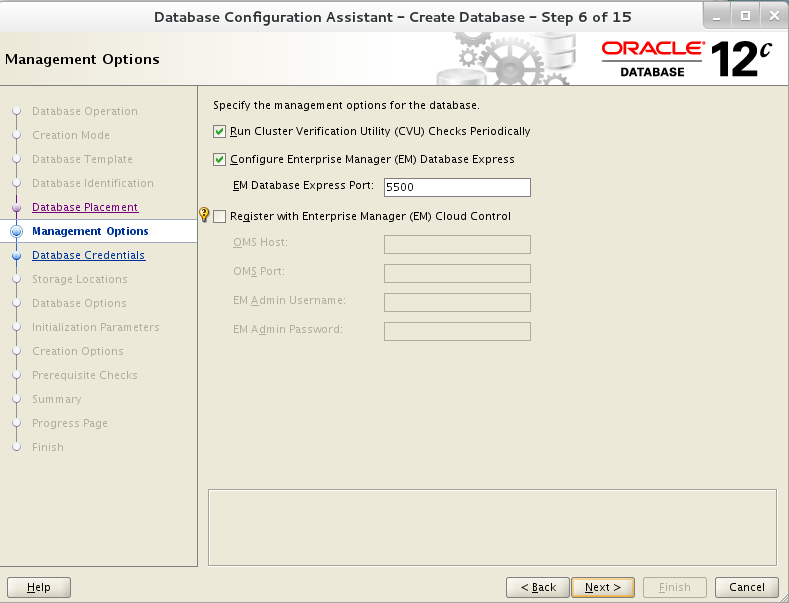 Database Configuration Assistant - Create Database - Step 6 of 15
Management Options
ORACLE
DATABASE
12c
Database Operation
Creation Mode
Database Template
Database Identification
Database Placement
Management Options
Database Credentials
Storage Locations
Database Options
Initialization Parameters
Creation Options
Prerequisite Checks
Summary
Progress Page
Finish
Specify the management options for the database.
Run Cluster Verification Utility (CVU) Checks Periodically
Configure Enterprise Manager (EM) Database Express
EM Database Express Port: 5500
Register with Enterprise Manager (EM) Cloud Control
OMS Host:
OMS Port:
EM Admin Username:
EM Admin Password:
Help
< Back
Next >
Finish
Cancel